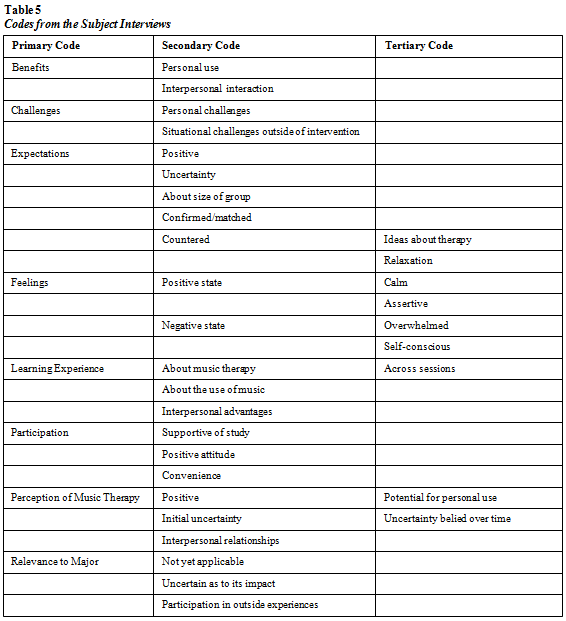 Table 5
Codes from the Subject Interviews
Primary Code Secondary Code Tertiary Code
Benefits Personal use
Interpersonal interaction
Challenges Personal challenges
Situational challenges outside of intervention
Expectations Positive
Uncertainty
About size of group
Confirmed/matched
Countered Ideas about therapy
Relaxation
Feelings Positive state Calm
Assertive
Negative state Overwhelmed
Self-conscious
Learning Experience About music therapy Across sessions
About the use of music
Interpersonal advantages
Participation Supportive of study
Positive attitude
Convenience
Perception of Music Therapy Positive Potential for personal use
Initial uncertainty Uncertainty belied over time
Interpersonal relationships
Relevance to Major Not yet applicable
Uncertain as to its impact
Participation in outside experiences